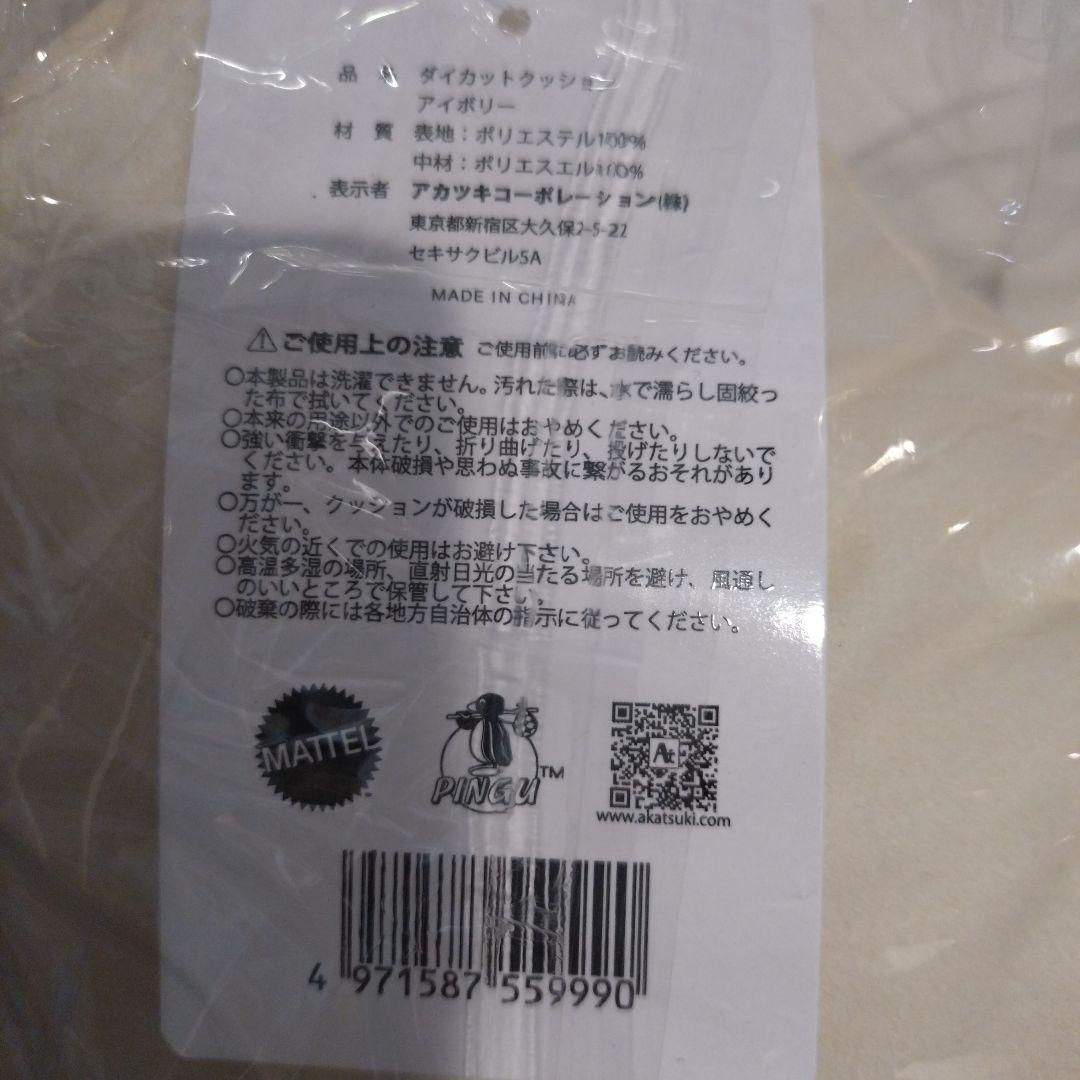 品 名 ダイカットクッション
アイボリー
材 質 表地：ポリエステル100%
中材：ポリエスエル100%
表示者 アカツキコーポレーション(株)
東京都新宿区大久保2-5-22
セキサクビル5A
MADE IN CHINA
⚠ご使用上の注意 ご使用前に必ずお読みください。
○本製品は洗濯できません。汚れた際は、水で濡らし固絞っ
た布で拭いてください。
○本来の用途以外でのご使用はおやめください。
○強い衝撃を与えたり、折り曲げたり、投げたりしないで
ください。本体破損や思わぬ事故に繋がるおそれがあり
ます。
○万が一、クッションが破損した場合はご使用をおやめく
ださい。
○火気の近くでの使用はお避け下さい。
○高温多湿の場所、直射日光の当たる場所を避け、風通し
のいいところで保管して下さい。
○破棄の際には各地方自治体の指示に従ってください。
MATTEL
PINGU™
At
www.akatsuki.com
4 971587 559990